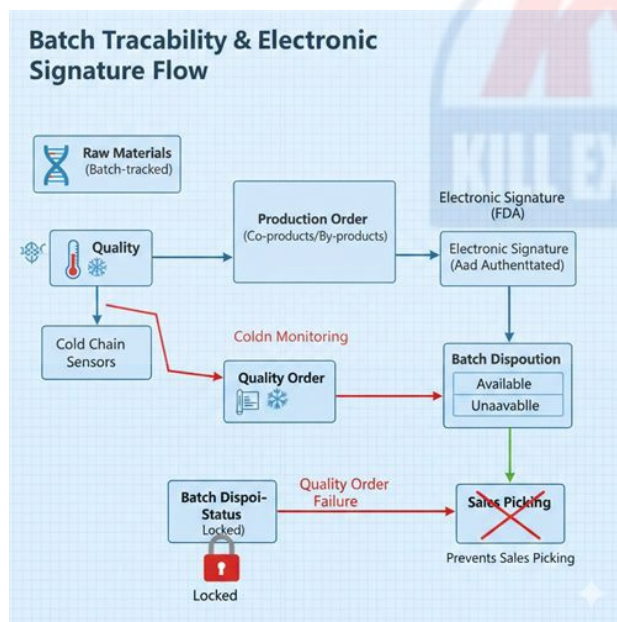 Batch Tracability & Electronic
Signature Flow
KILL EX
Raw Materials
(Batch-tracked)
Production Order
(Co-products/By-products)
Electronic Signature
(FDA)
Quality
Electronic Signature
(Aad Authenttated)
Cold Chain
Sensors
Coldn Monitoring
Quality Order
Batch Dispoution
Available
Unaavablle
Batch Dispoi-
Status
Locked)
Quality Order
Failure
Sales Picking
Prevents Sales Picking
Locked